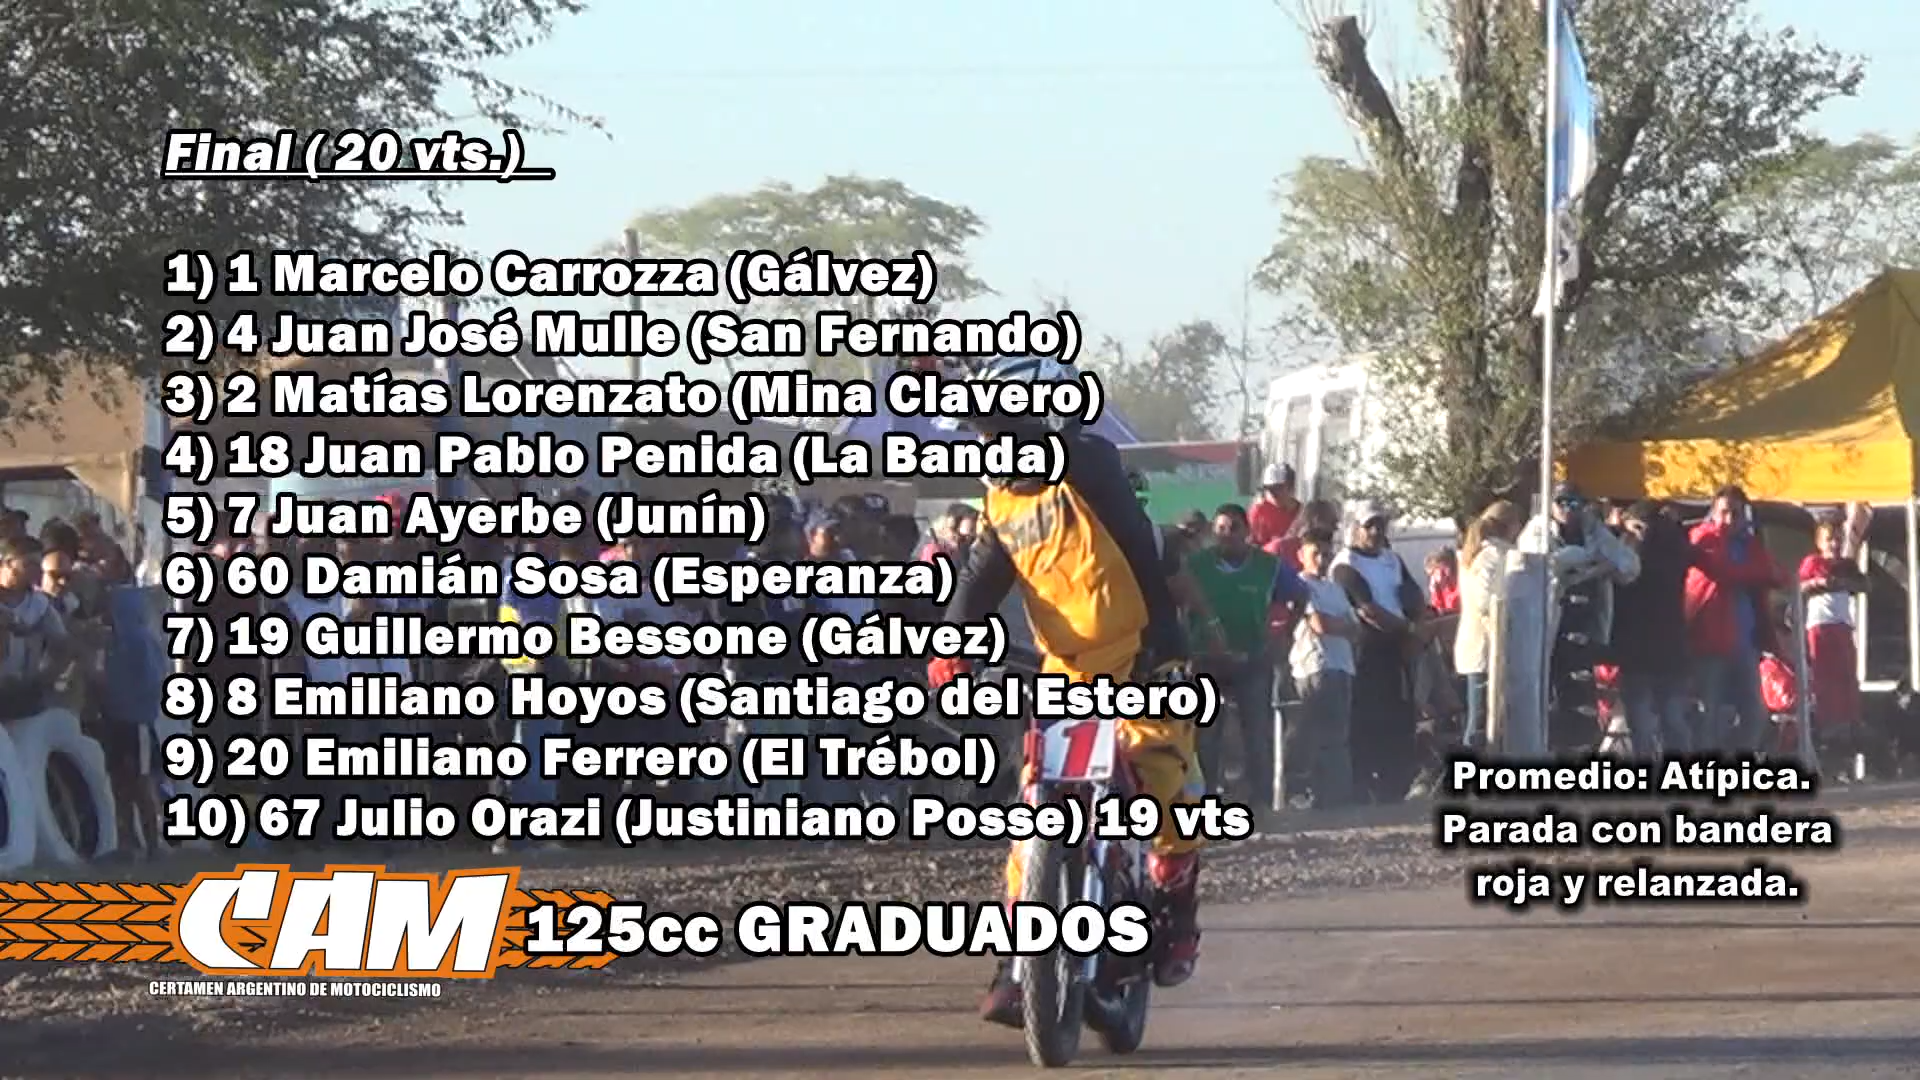 Final ( 20 vts.)
1) 1 Marcelo Carrozza (Gálvez)
2) 4 Juan José Mulle (San Fernando)
3) 2 Matías Lorenzato (Mina Clavero)
4) 18 Juan Pablo Penida (La Banda)
5) 7 Juan Ayerbe (Junín)
6) 60 Damián Sosa (Esperanza)
7) 19 Guillermo Bessone (Gálvez)
8) 8 Emiliano Hoyos (Santiago del Estero)
9) 20 Emiliano Ferrero (El Trébol)
10) 67 Julio Orazi (Justiniano Posse) 19 vts
1
Promedio: Atípica.
Parada con bandera
roja y relanzada.
CAM
125cc GRADUADOS
CERTAMEN ARGENTINO DE MOTOCICLISMO